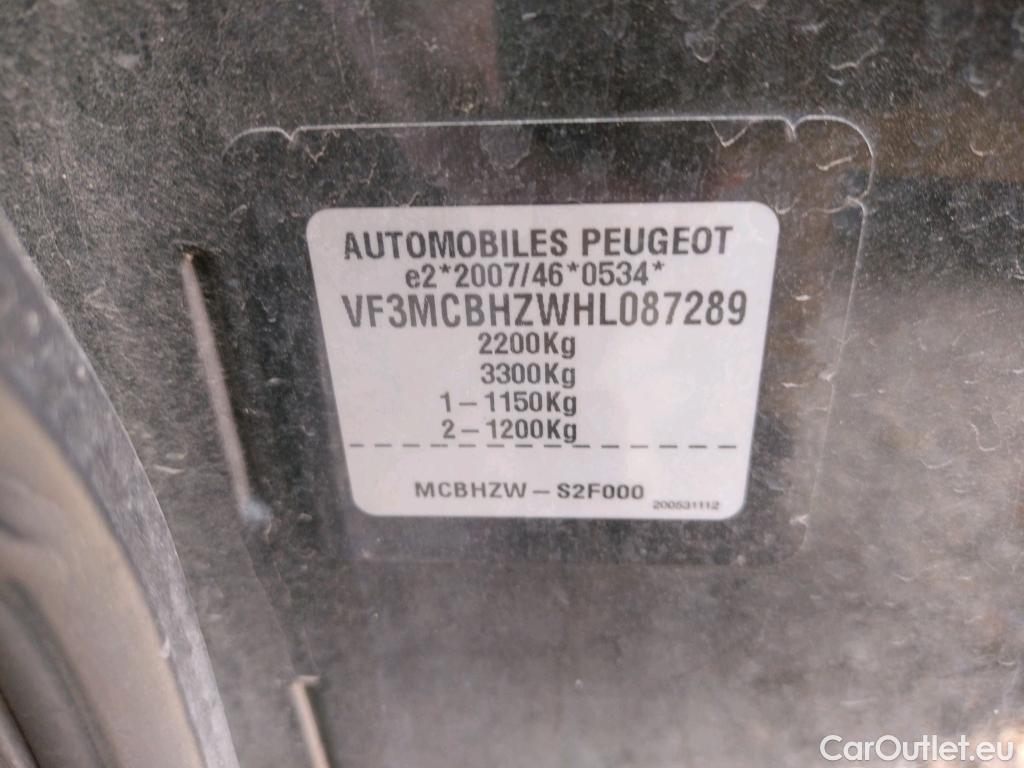 AUTOMOBILES PEUGEOT
e2*2007/46*0534*
VF3MCBHZWHL087289
2200Kg
3300Kg
1-1150Kg
2-1200Kg
MCBHZW-S2F000
200531112
CarOutlet.eu